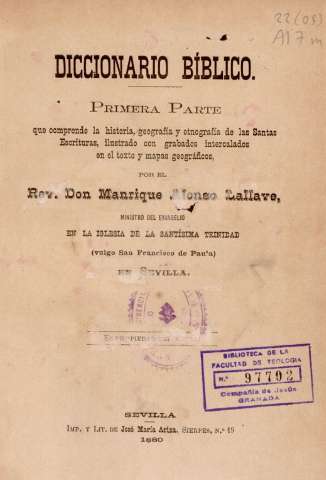 22 (03)
A17m
DICCIONARIO BÍBLICO.
PRIMERA PARTE
que comprende la historia, geografía y etnografía de las Santas
Escrituras, ilustrado con grabados intercalados
en el texto y mapas geográficos,
POR EL
Rev. Don Manrique Alonso Lallave,
MINISTRO DEL EVANGELIO
EN LA IGLESIA DE LA SANTÍSIMA TRINIDAD
(vulgo San Francisco de Paula)
EN SEVILLA.
BIBLIOTECA DE LA
FACULTAD DE TEOLOGIA
N.º 97792
Compañía de Jesús
GRANADA
SEVILLA
IMP. Y LIT. DE José María Ariza, SIERPES, N.º 19
1880